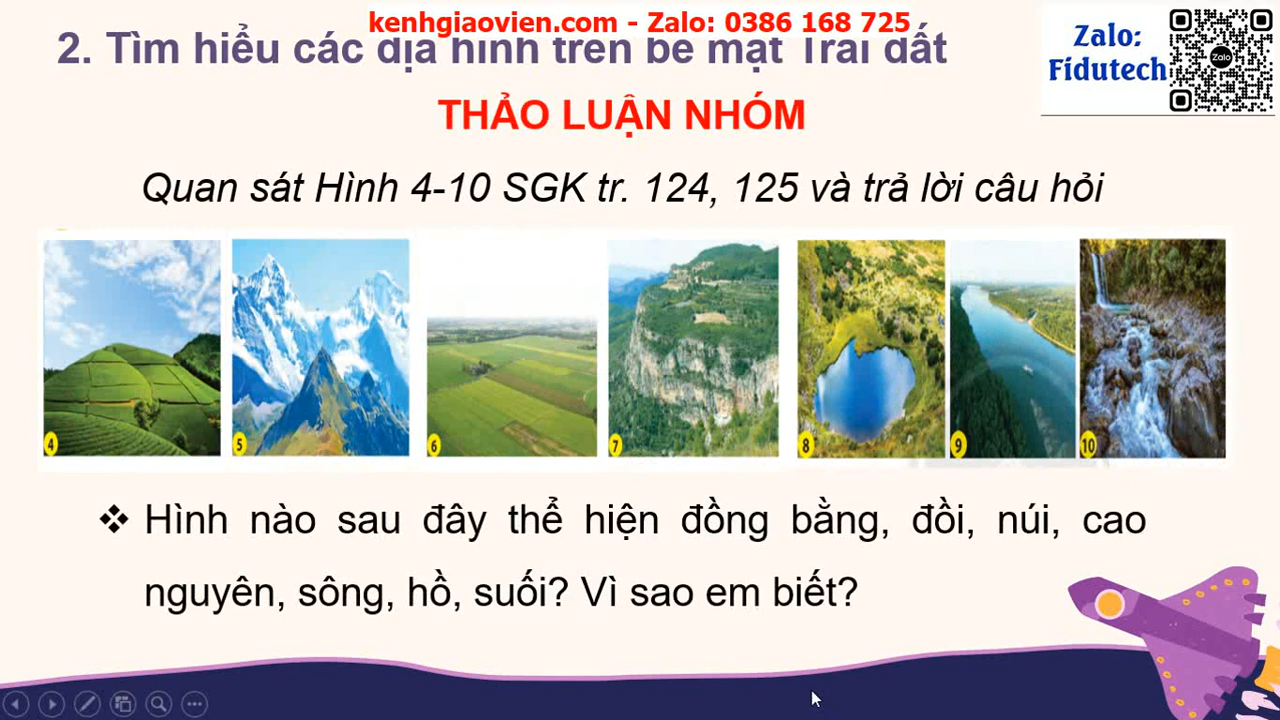 kenhgiaovien.com - Zalo: 0386 168 725
2. Tìm hiểu các địa hình trên bề mặt Trái đất
Zalo:
Fidutech
Zalo
THẢO LUẬN NHÓM
Quan sát Hình 4-10 SGK tr. 124, 125 và trả lời câu hỏi
4 5 6 7 8 9 10
❖ Hình nào sau đây thể hiện đồng bằng, đồi, núi, cao
nguyên, sông, hồ, suối? Vì sao em biết?